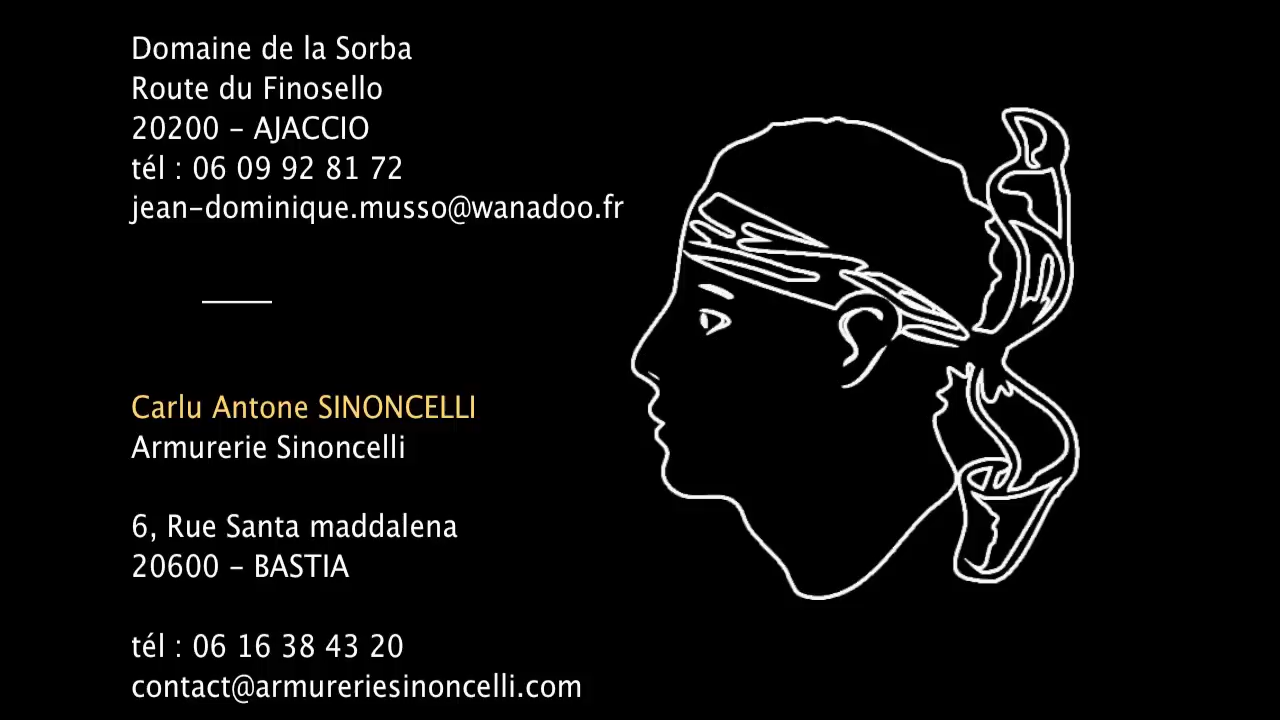 Domaine de la Sorba
Route du Finosello
20200 - AJACCIO
tél : 06 09 92 81 72
jean-dominique.musso@wanadoo.fr
Carlu Antone SINONCELLI
Armurerie Sinoncelli
6, Rue Santa maddalena
20600 - BASTIA
tél : 06 16 38 43 20
contact@armureriesinoncelli.com